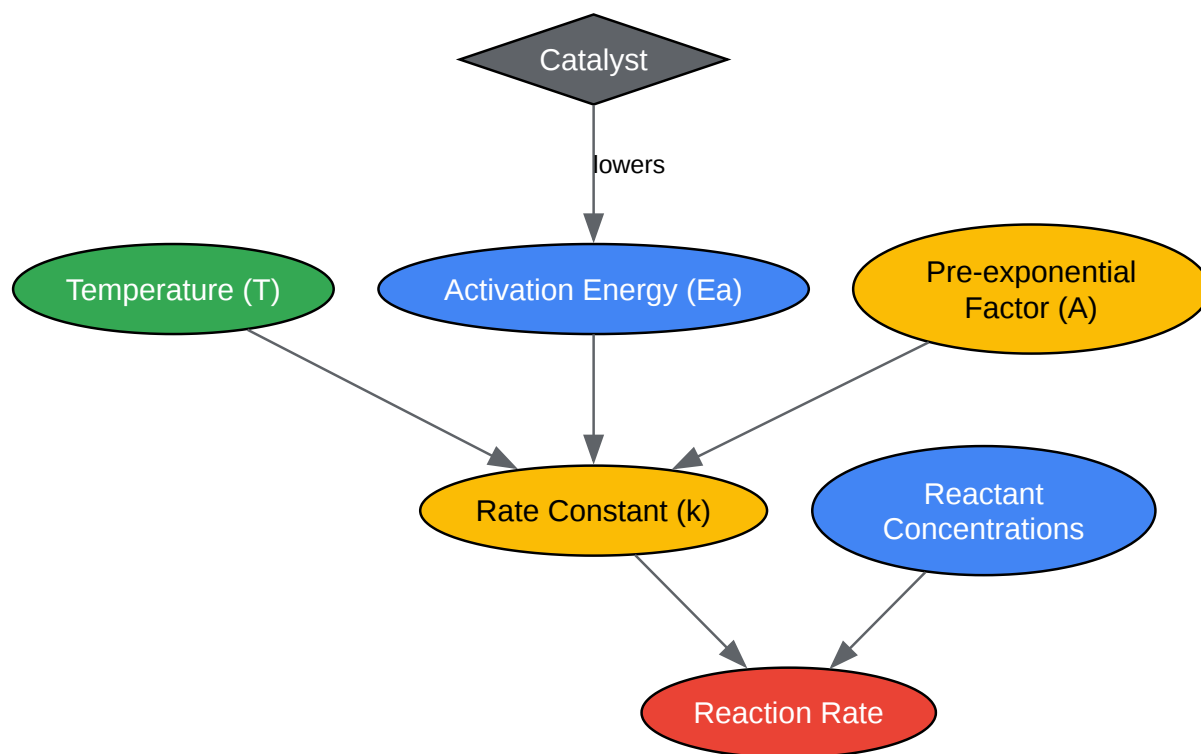 Catalyst
lowers
Temperature (T)
Activation Energy (Ea)
Pre-exponential
Factor (A)
Rate Constant (k)
Reactant
Concentrations
Reaction Rate